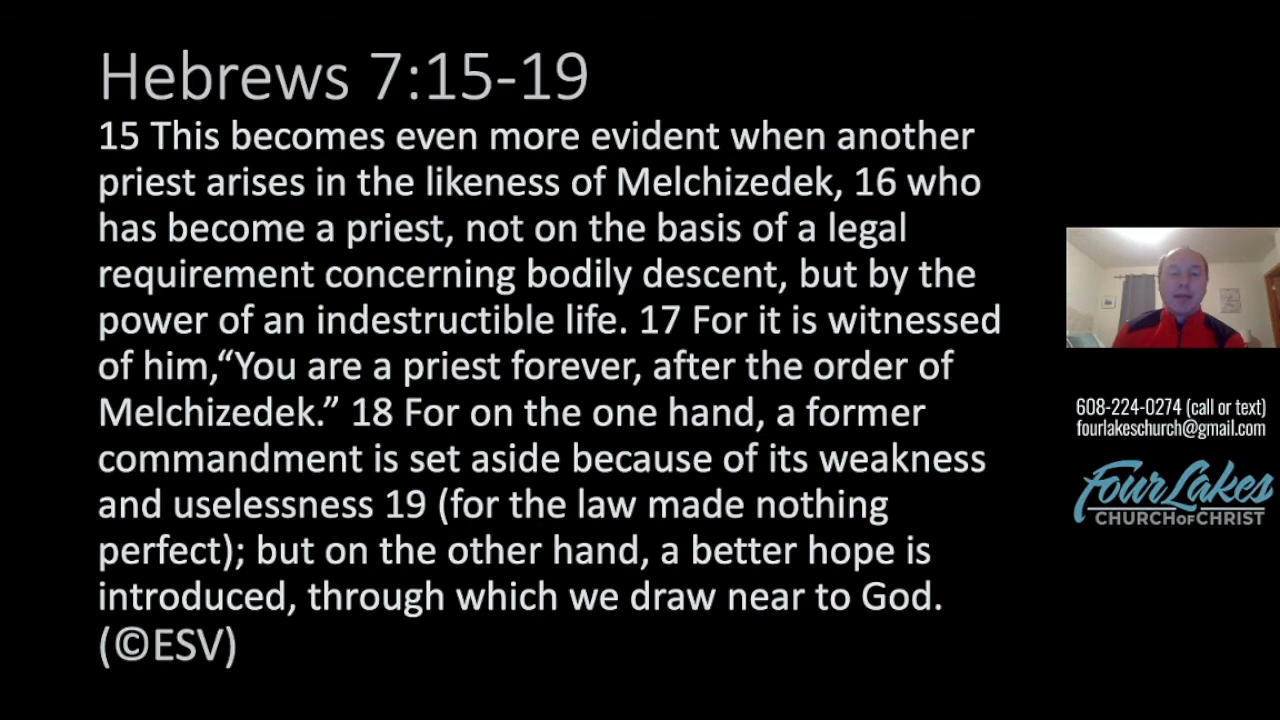 Hebrews 7:15-19
15 This becomes even more evident when another
priest arises in the likeness of Melchizedek, 16 who
has become a priest, not on the basis of a legal
requirement concerning bodily descent, but by the
power of an indestructible life. 17 For it is witnessed
of him,“You are a priest forever, after the order of
Melchizedek.” 18 For on the one hand, a former
commandment is set aside because of its weakness
and uselessness 19 (for the law made nothing
perfect); but on the other hand, a better hope is
introduced, through which we draw near to God.
(©ESV)
608-224-0274 (call or text)
fourlakeschurch@gmail.com
Four Lakes
CHURCH OF CHRIST